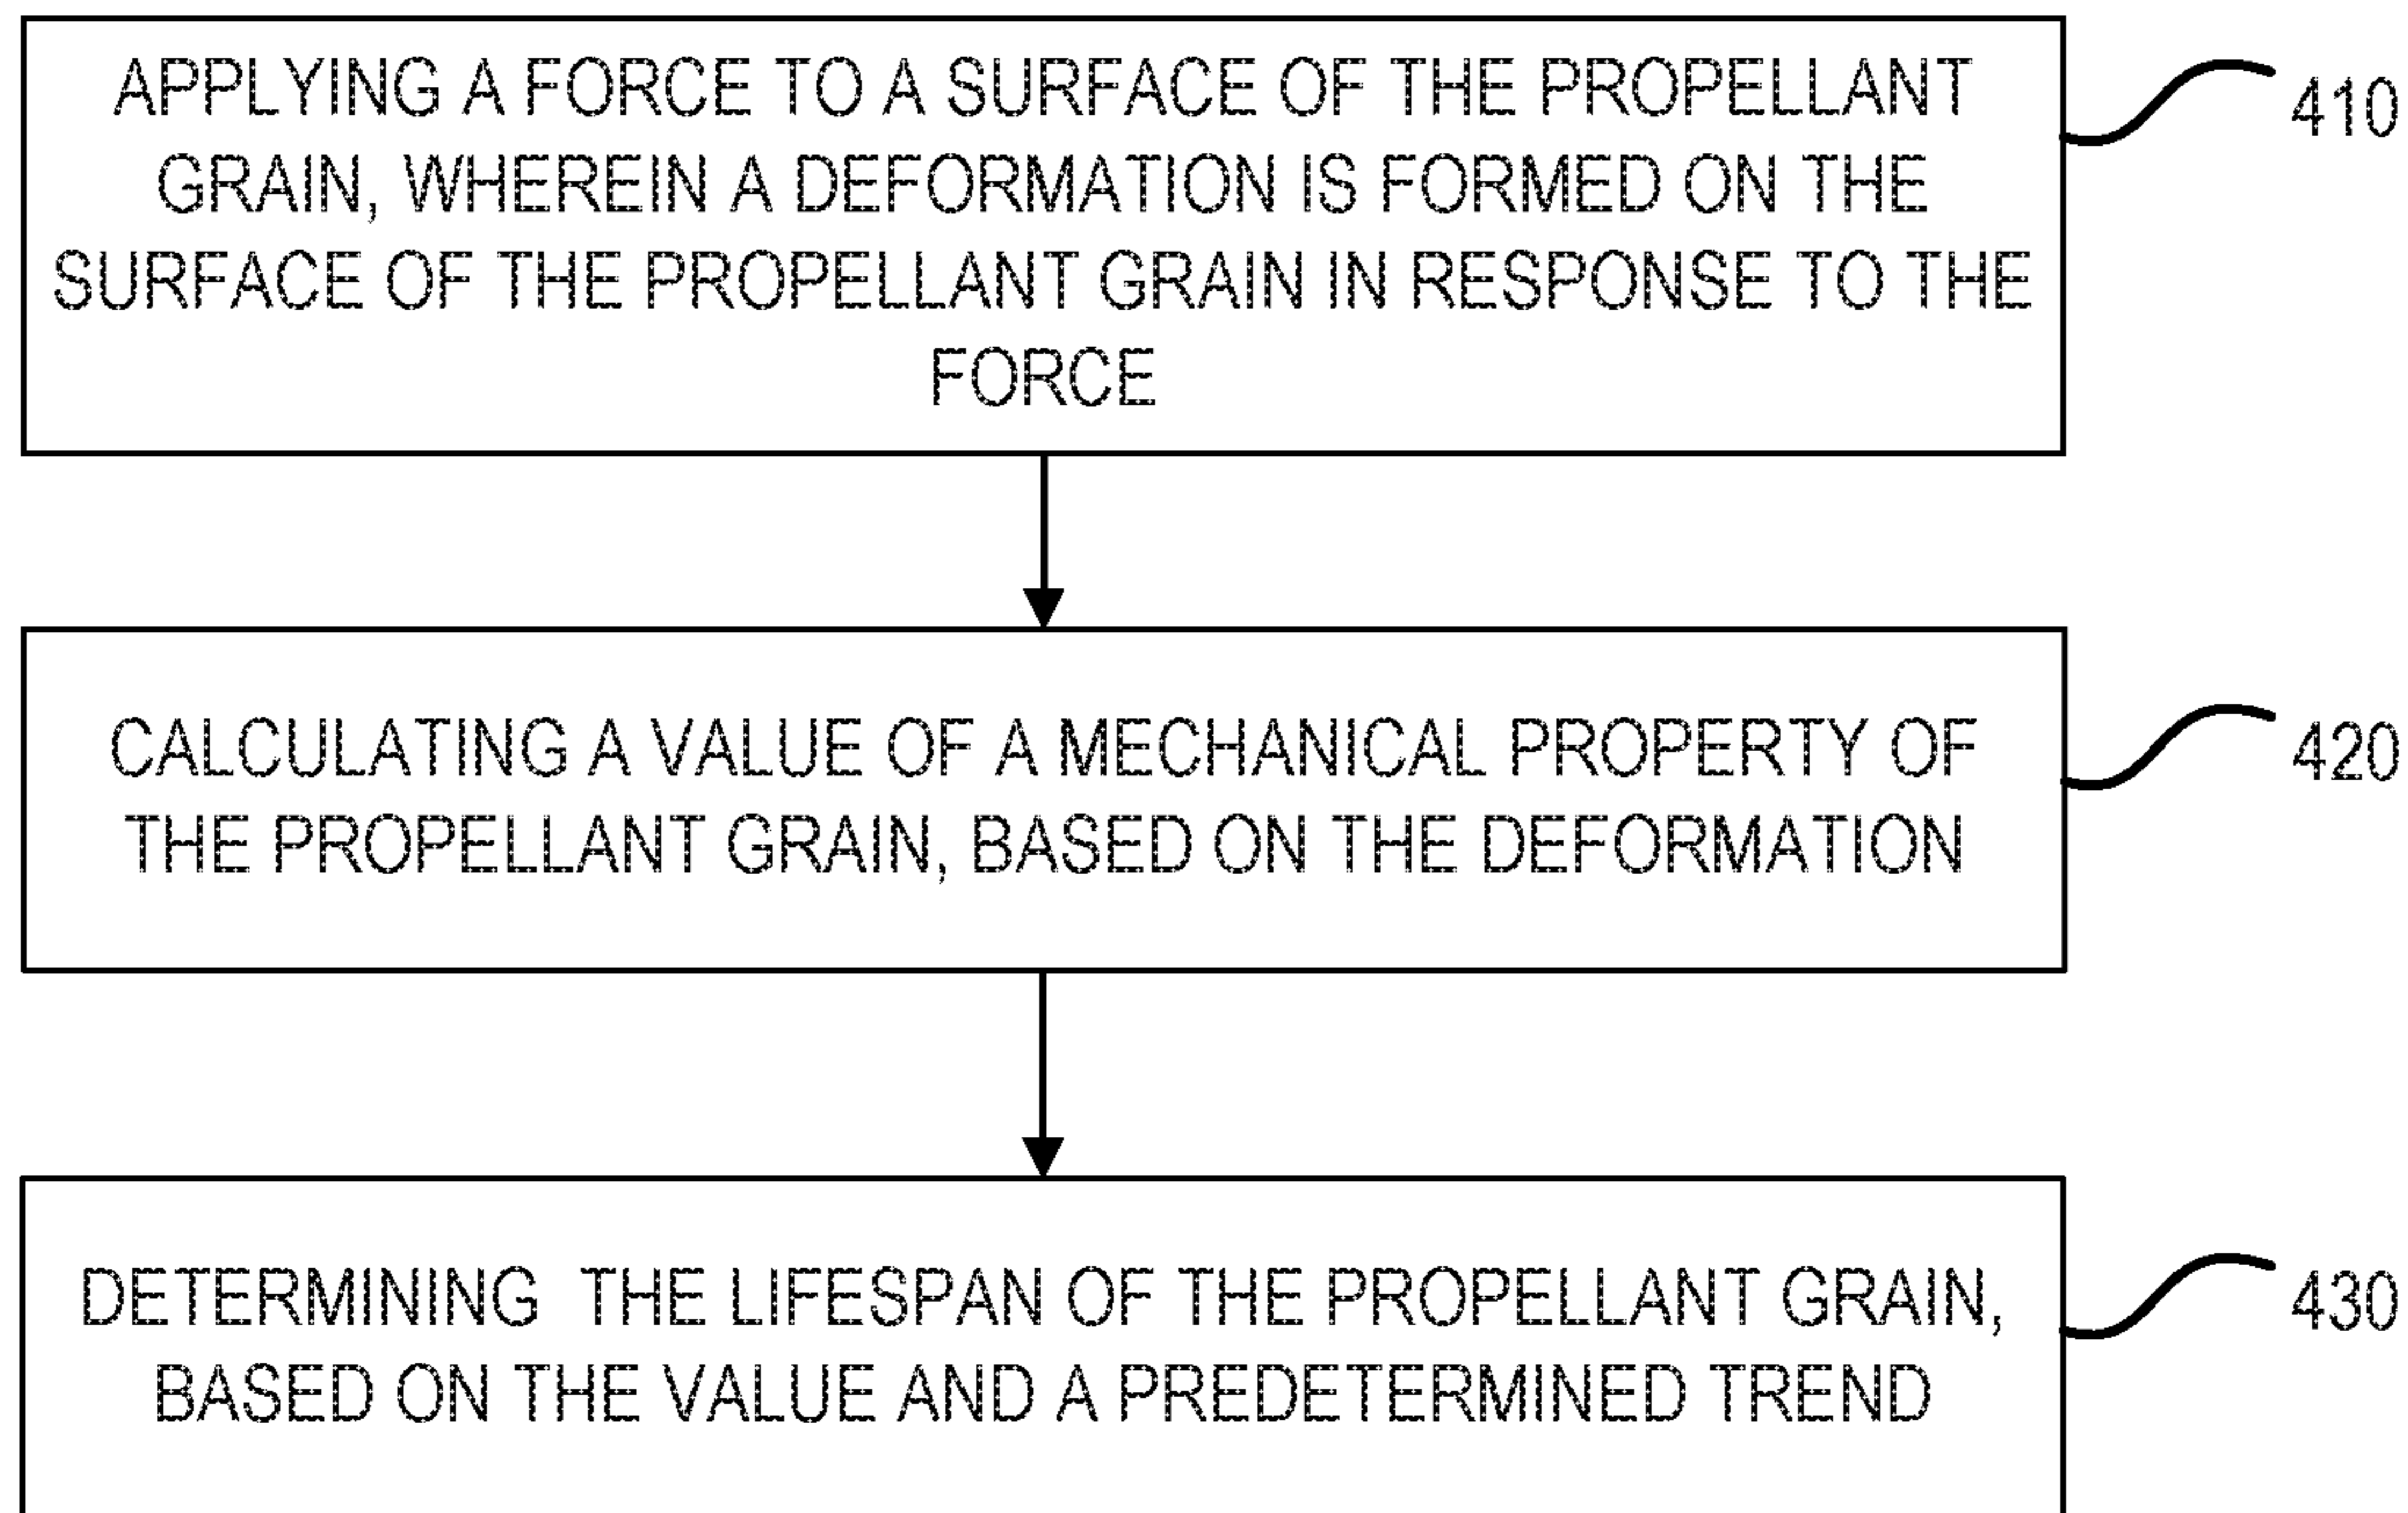 APPLYING A FORCE TO A SURFACE OF THE PROPELLANT
GRAIN, WHEREIN A DEFORMATION IS FORMED ON THE
SURFACE OF THE PROPELLANT GRAIN IN RESPONSE TO THE
FORCE
410
CALCULATING A VALUE OF A MECHANICAL PROPERTY OF
THE PROPELLANT GRAIN, BASED ON THE DEFORMATION
420
DETERMINING THE LIFESPAN OF THE PROPELLANT GRAIN,
BASED ON THE VALUE AND A PREDETERMINED TREND
430